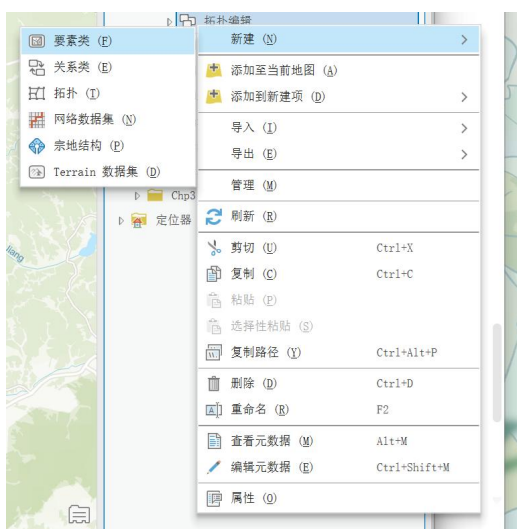 拓扑编辑
要素类 (F)
关系类 (E)
拓扑 (T)
网络数据集 (N)
宗地结构 (P)
Terrain 数据集 (D)
Chp3
定位器
新建 (N)
添加至当前地图 (A)
添加到新建项 (D)
导入 (I)
导出 (E)
管理 (M)
刷新 (R)
剪切 (U) Ctrl+X
复制 (C) Ctrl+C
粘贴 (P)
选择性粘贴 (S)
复制路径 (Y) Ctrl+Alt+P
删除 (D) Ctrl+D
重命名 (R) F2
查看元数据 (M) Alt+M
编辑元数据 (E) Ctrl+Shift+M
属性 (O)